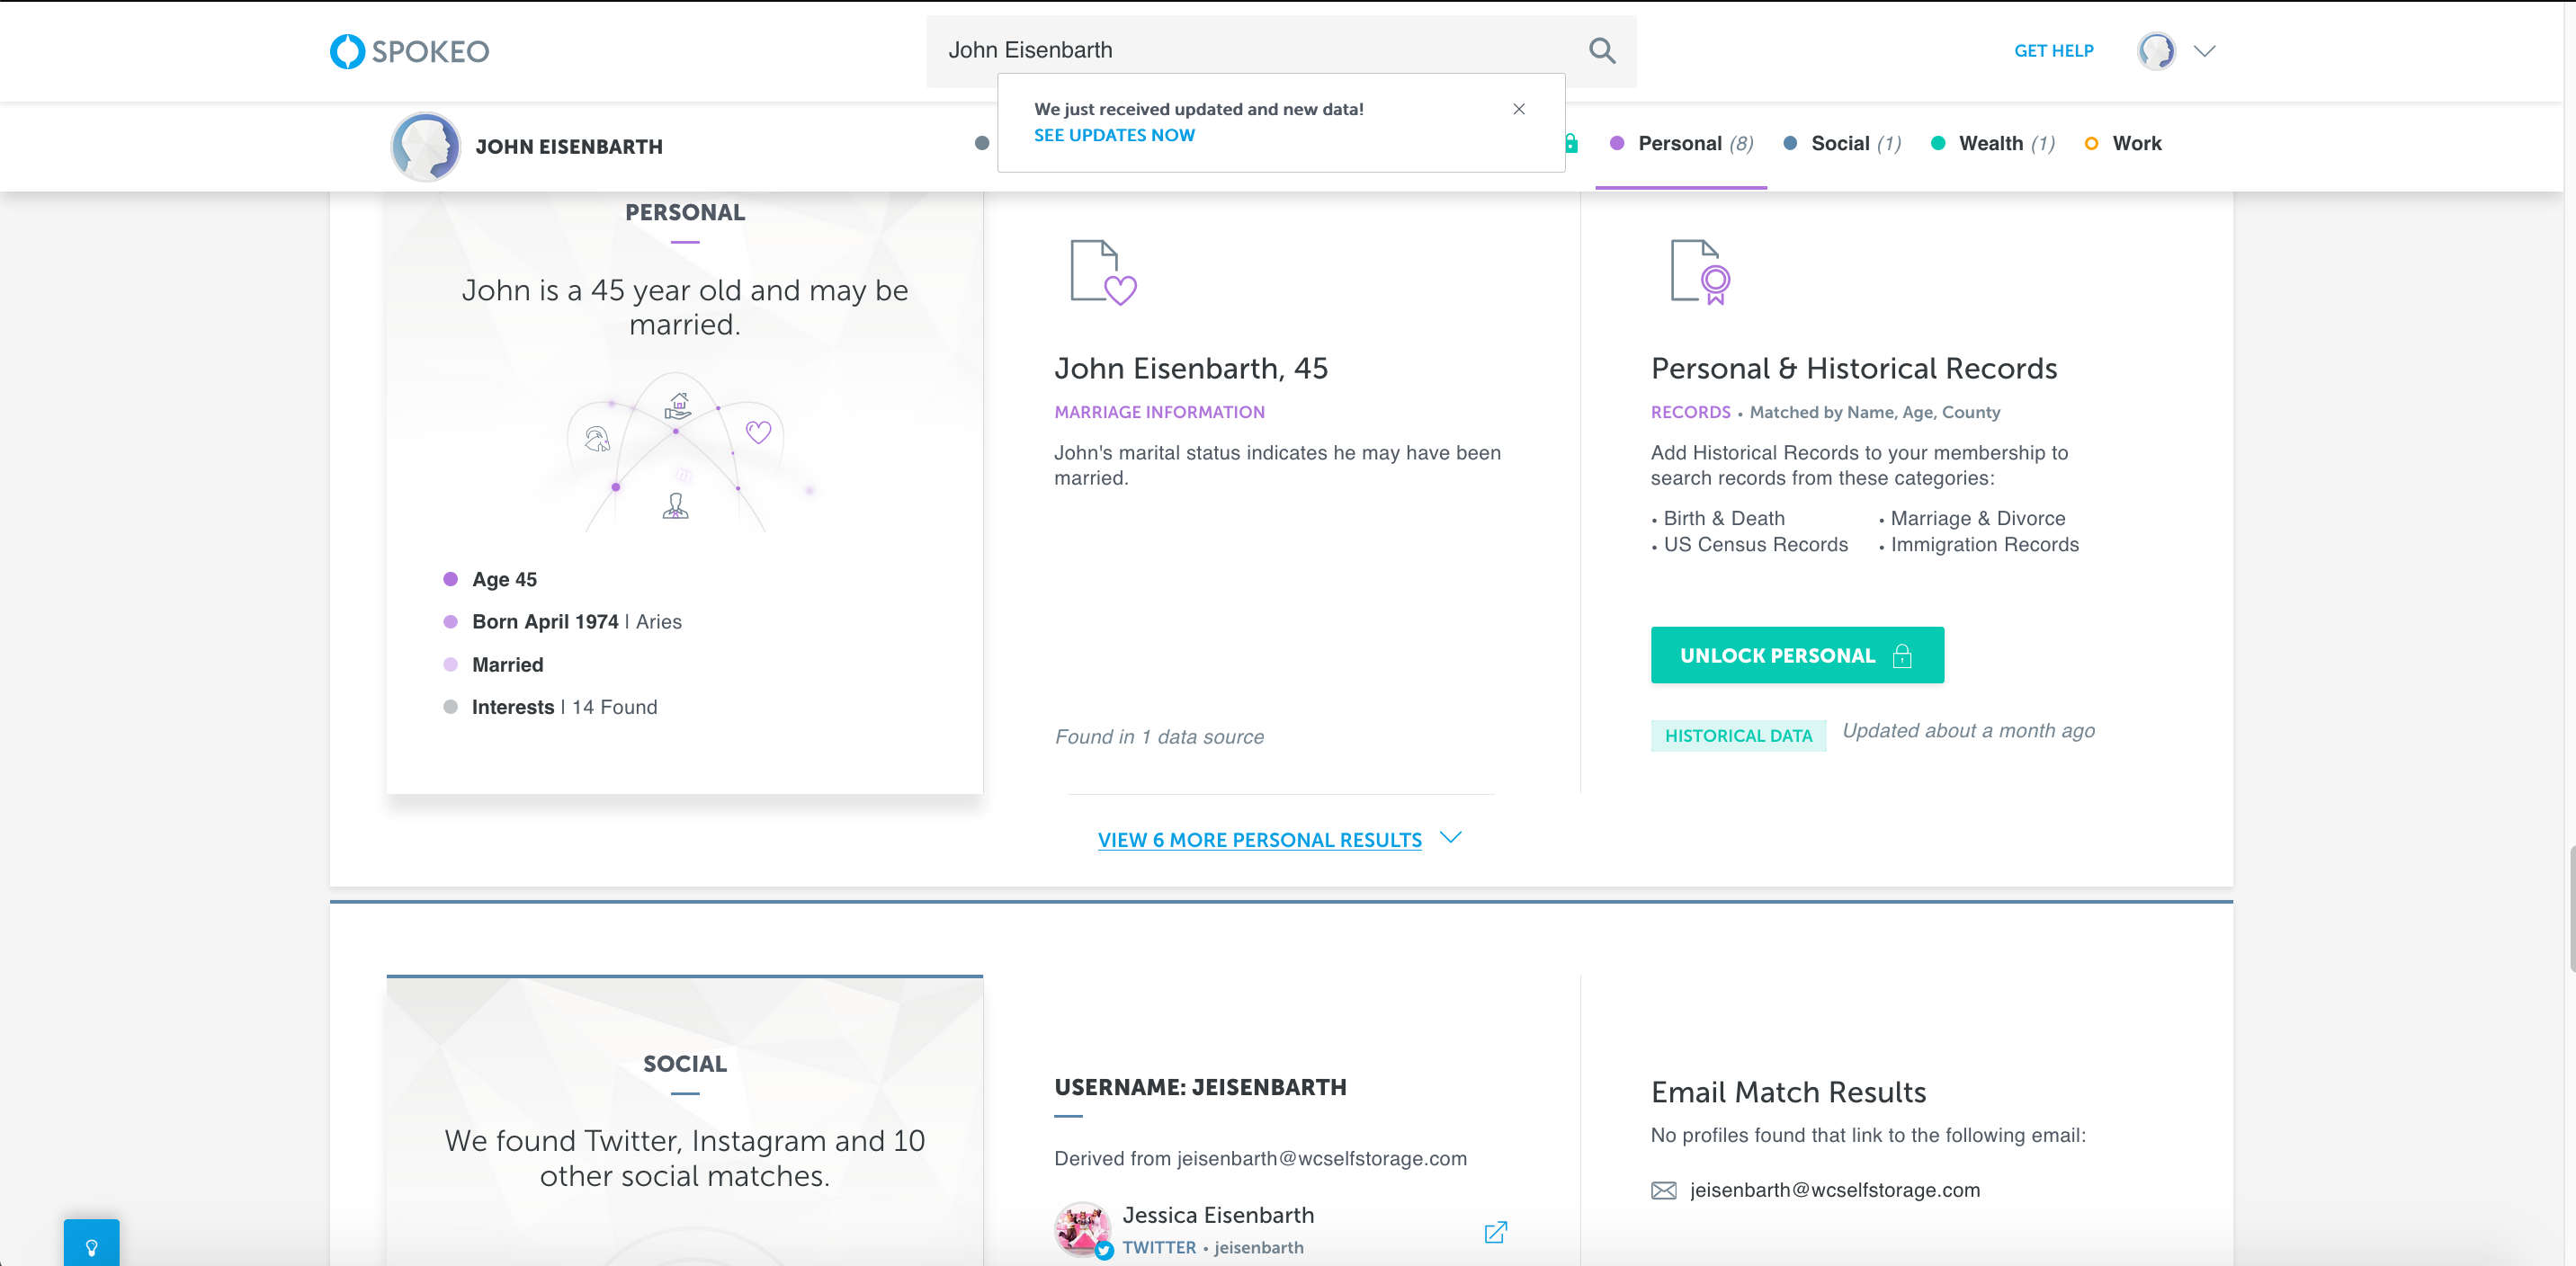 SPOKEO
John Eisenbarth
GET HELP
We just received updated and new data!
SEE UPDATES NOW
JOHN EISENBARTH
Personal (8)
Social (1)
Wealth (1)
Work
PERSONAL
John is a 45 year old and may be
married.
Age 45
Born April 1974 | Aries
Married
Interests | 14 Found
John Eisenbarth, 45
MARRIAGE INFORMATION
John's marital status indicates he may have been
married.
Found in 1 data source
Personal & Historical Records
RECORDS • Matched by Name, Age, County
Add Historical Records to your membership to
search records from these categories:
• Birth & Death
• Marriage & Divorce
• US Census Records
• Immigration Records
UNLOCK PERSONAL
HISTORICAL DATA
Updated about a month ago
VIEW 6 MORE PERSONAL RESULTS
SOCIAL
We found Twitter, Instagram and 10
other social matches.
USERNAME: JEISENBARTH
Derived from jeisenbarth@wcselfstorage.com
Jessica Eisenbarth
TWITTER • jeisenbarth
Email Match Results
No profiles found that link to the following email:
jeisenbarth@wcselfstorage.com